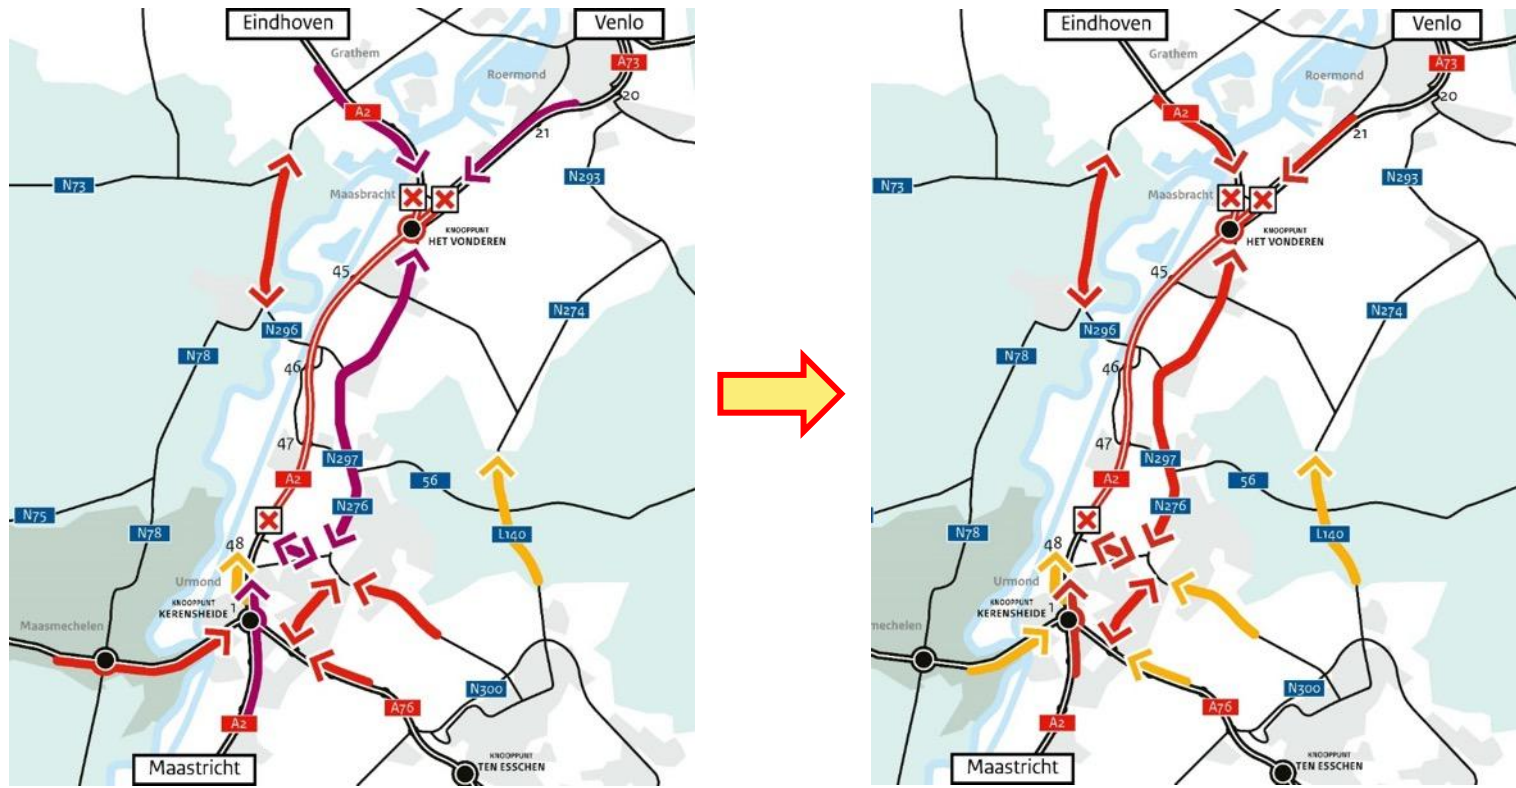 Eindhoven
Venlo
Grathem
A73
Roermond
20
A2
21
N293
N73
Maasbracht
KNOOPPUNT
HET VONDEREN
45
N274
N296
N78
46
47
N297
A2
56
N276
N75
N78
48
L140
Urmond
KNOOPPUNT
KERENSHEIDE
1
Maasmechelen
N300
A2
A76
KNOOPPUNT
TEN ESSCHEN
Maastricht
Eindhoven
Venlo
Grathem
A73
Roermond
20
A2
21
N293
N73
Maasbracht
KNOOPPUNT
HET VONDEREN
45
N274
N296
N78
46
47
N297
A2
56
N276
N78
48
L140
Urmond
KNOOPPUNT
KERENSHEIDE
1
mechelen
N300
A2
A76
KNOOPPUNT
TEN ESSCHEN
Maastricht